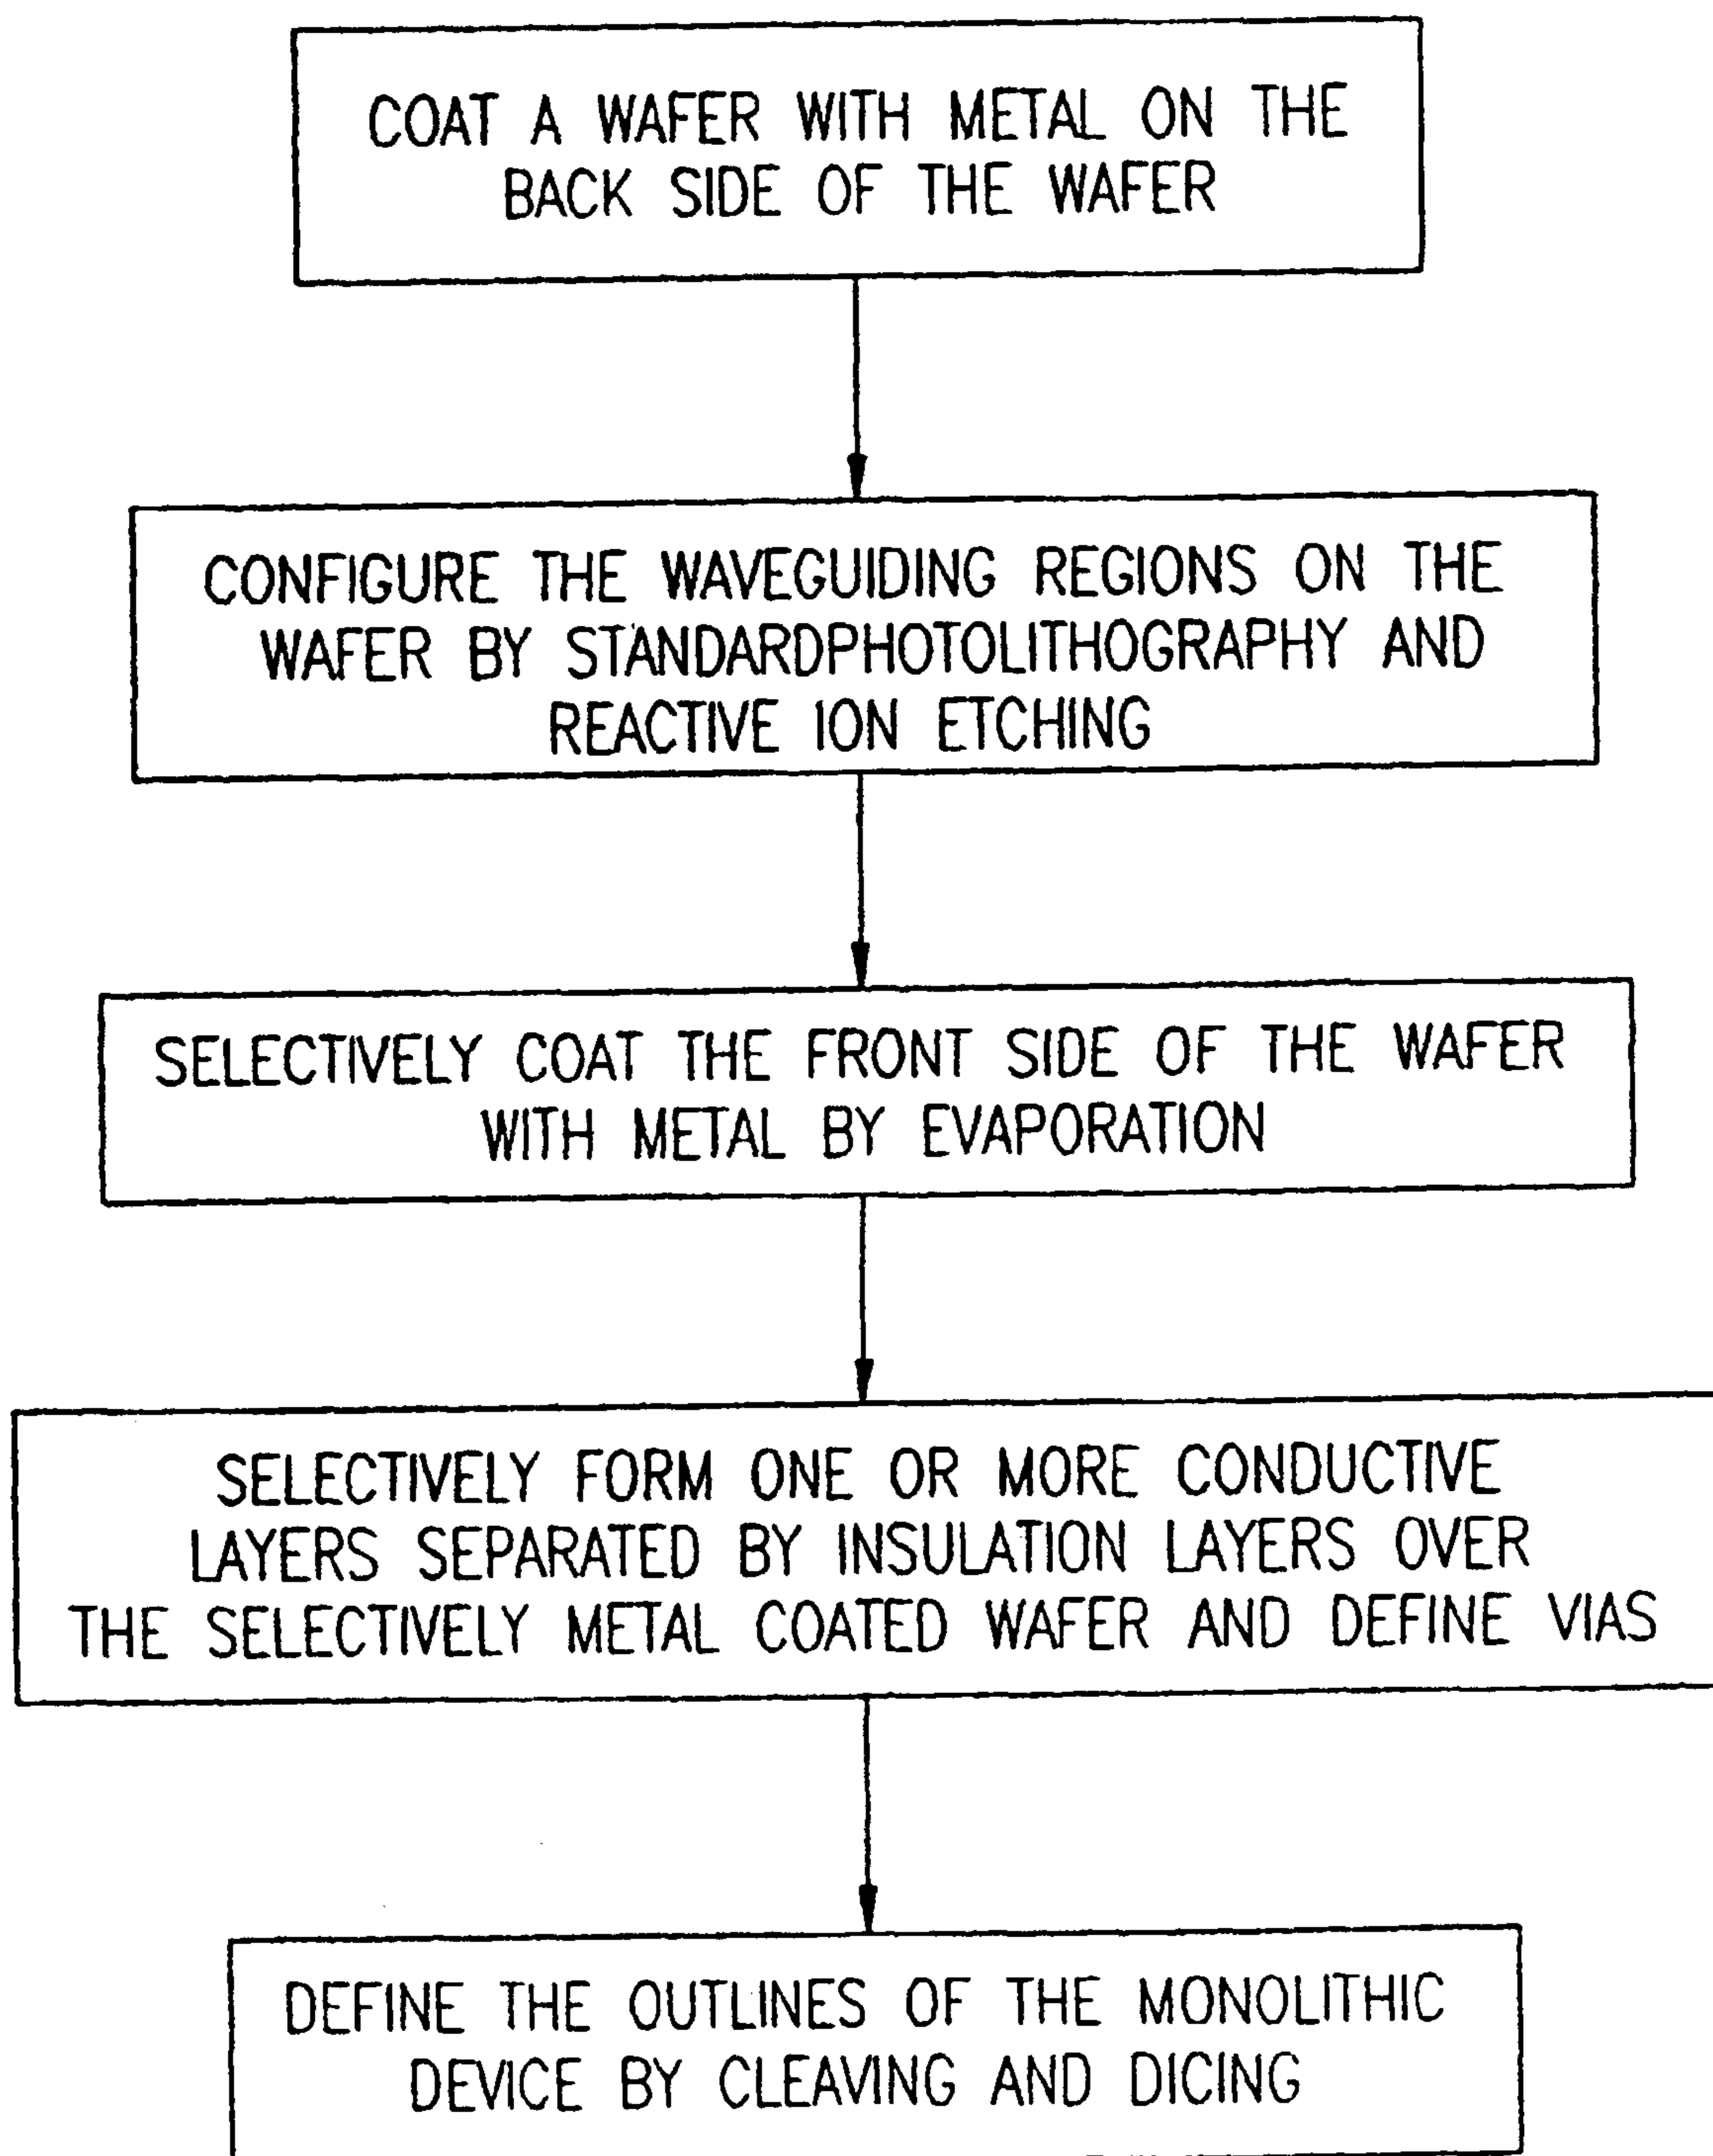 COAT A WAFER WITH METAL ON THE
BACK SIDE OF THE WAFER
CONFIGURE THE WAVEGUIDING REGIONS ON THE
WAFER BY STANDARDPHOTOLITHOGRAPHY AND
REACTIVE ION ETCHING
SELECTIVELY COAT THE FRONT SIDE OF THE WAFER
WITH METAL BY EVAPORATION
SELECTIVELY FORM ONE OR MORE CONDUCTIVE
LAYERS SEPARATED BY INSULATION LAYERS OVER
THE SELECTIVELY METAL COATED WAFER AND DEFINE VIAS
DEFINE THE OUTLINES OF THE MONOLITHIC
DEVICE BY CLEAVING AND DICING